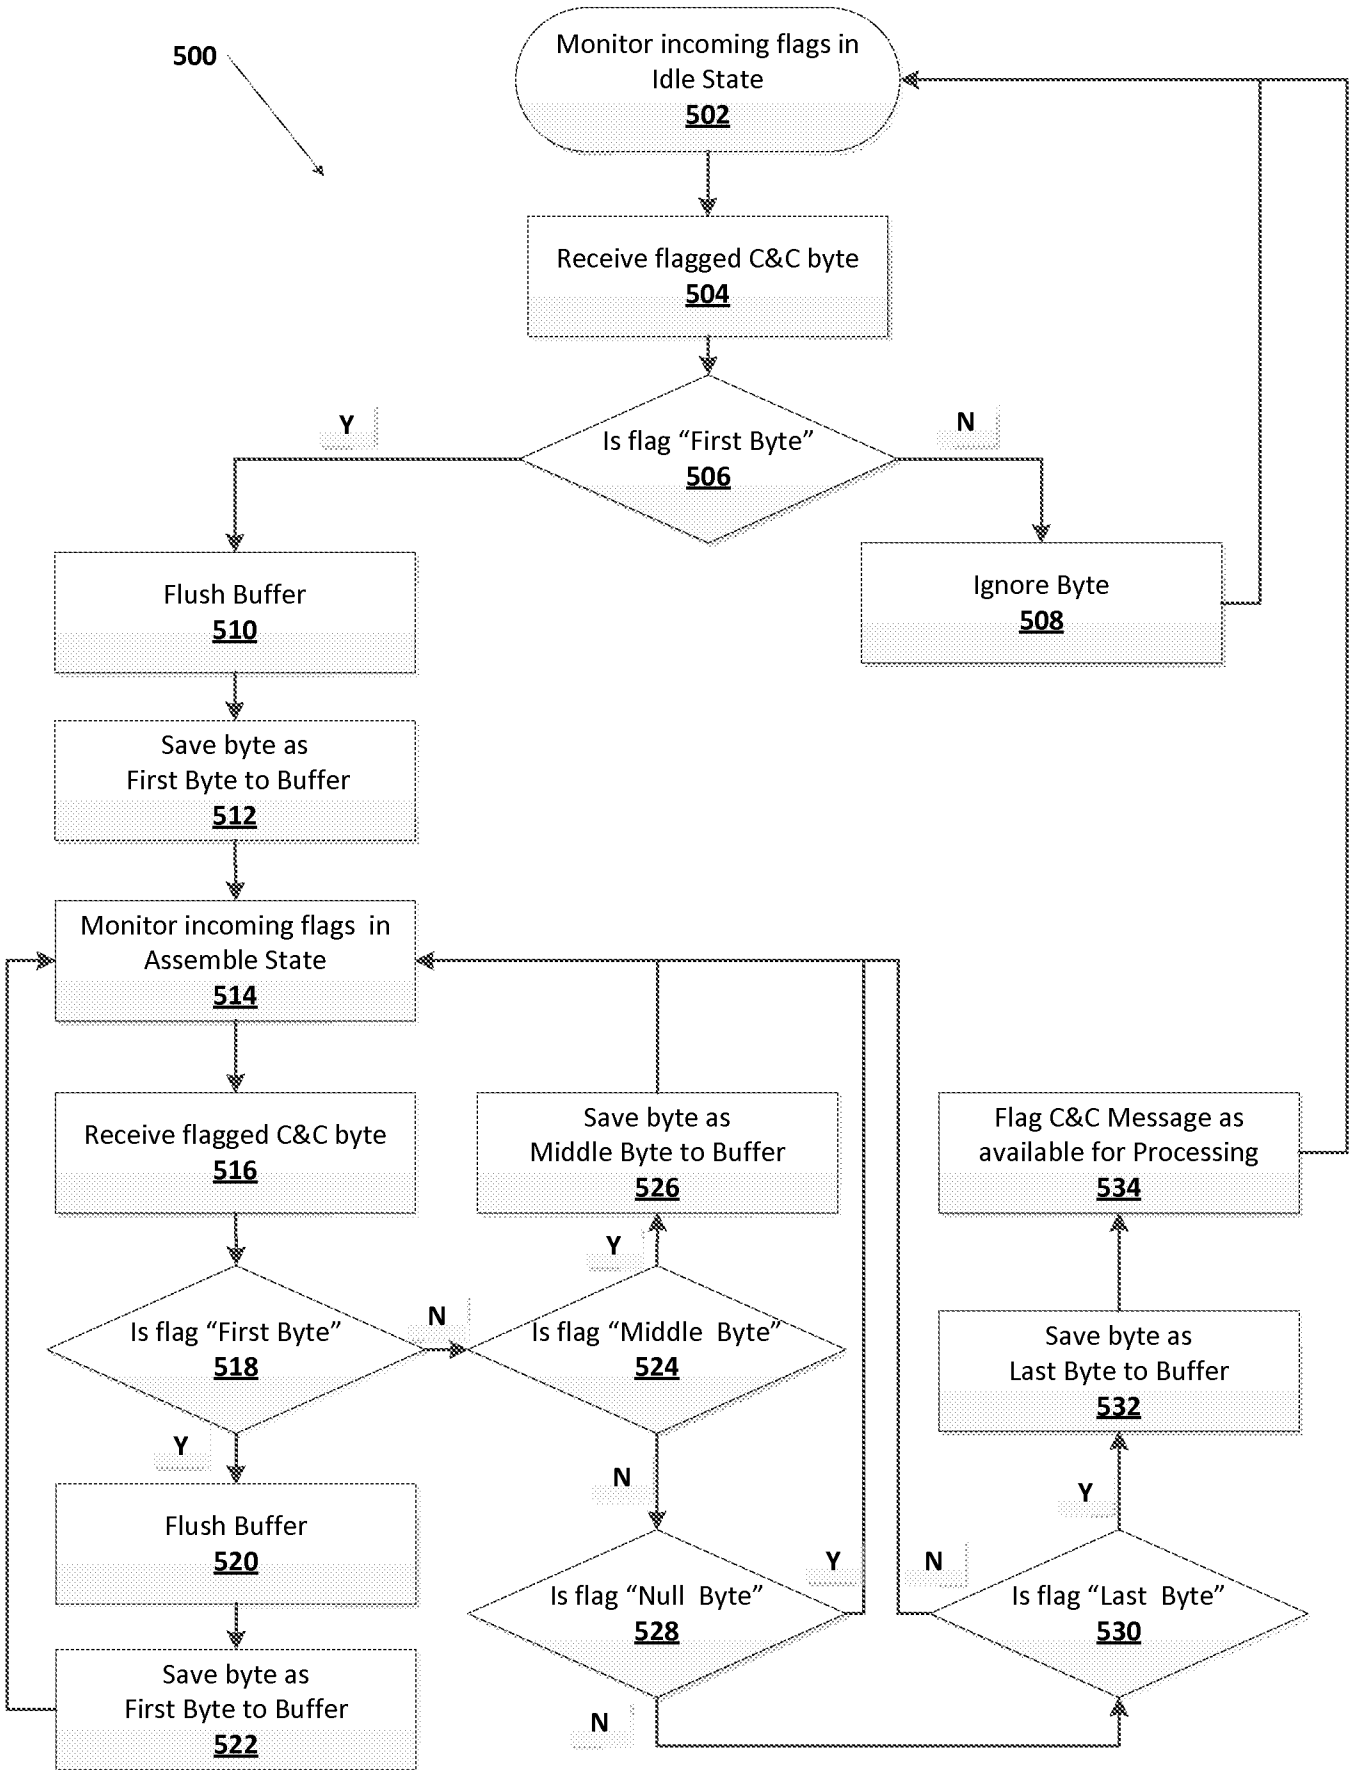 500
Monitor incoming flags in
Idle State
502
Receive flagged C&C byte
504
Is flag “First Byte”
506
Y
N
Flush Buffer
510
Ignore Byte
508
Save byte as
First Byte to Buffer
512
Monitor incoming flags in
Assemble State
514
Receive flagged C&C byte
516
Save byte as
Middle Byte to Buffer
526
Flag C&C Message as
available for Processing
534
Is flag “First Byte”
518
N
Y
Is flag “Middle Byte”
524
Y
N
Save byte as
Last Byte to Buffer
532
Flush Buffer
520
Is flag “Null Byte”
528
Y
N
Is flag “Last Byte”
530
N
Y
Save byte as
First Byte to Buffer
522